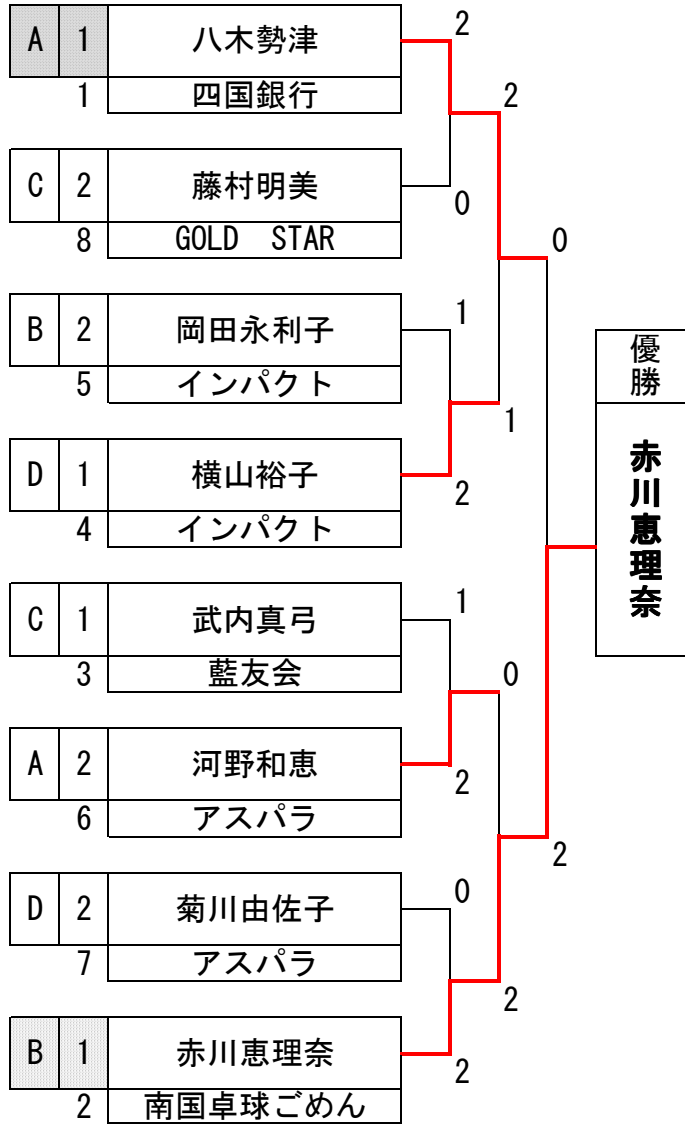 A 1 八木勢津
2
1 四国銀行
2
C 2 藤村明美
0
8 GOLD STAR
0
B 2 岡田永利子
1
5 インパクト
1
D 1 横山裕子
2
4 インパクト
優勝
赤川恵理奈
C 1 武内真弓
1
3 藍友会
0
A 2 河野和恵
2
6 アスパラ
2
D 2 菊川由佐子
0
7 アスパラ
2
B 1 赤川恵理奈
2
2 南国卓球ごめん